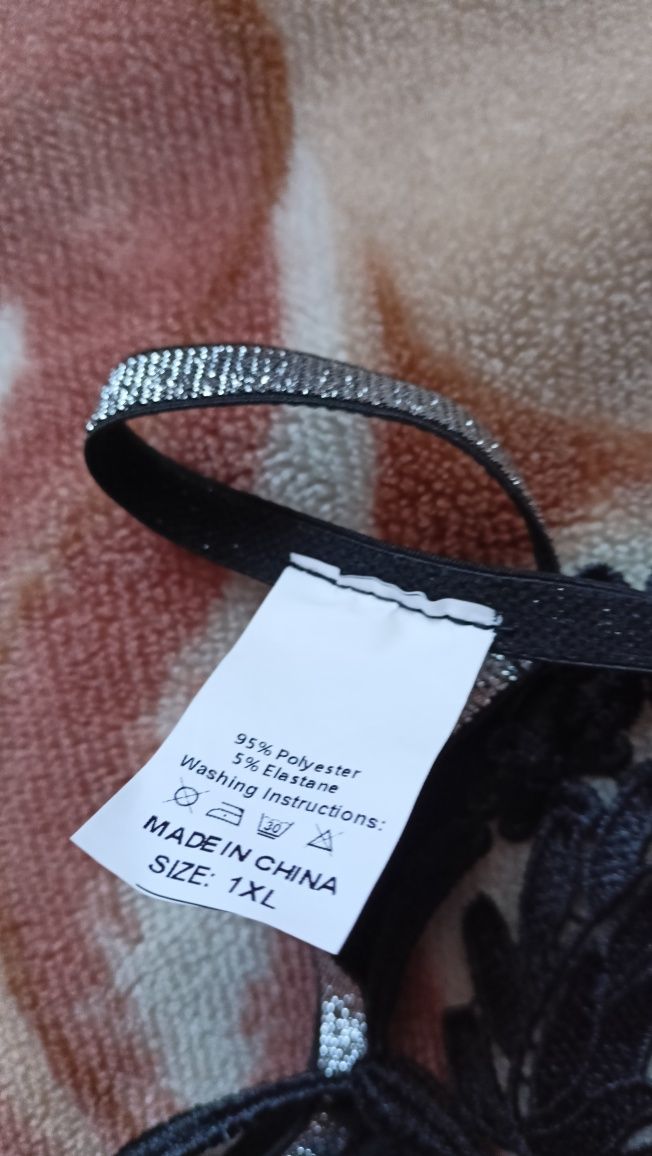 95% Polyester
5% Elastane
Washing Instructions:
30
MADE IN CHINA
SIZE: 1XL